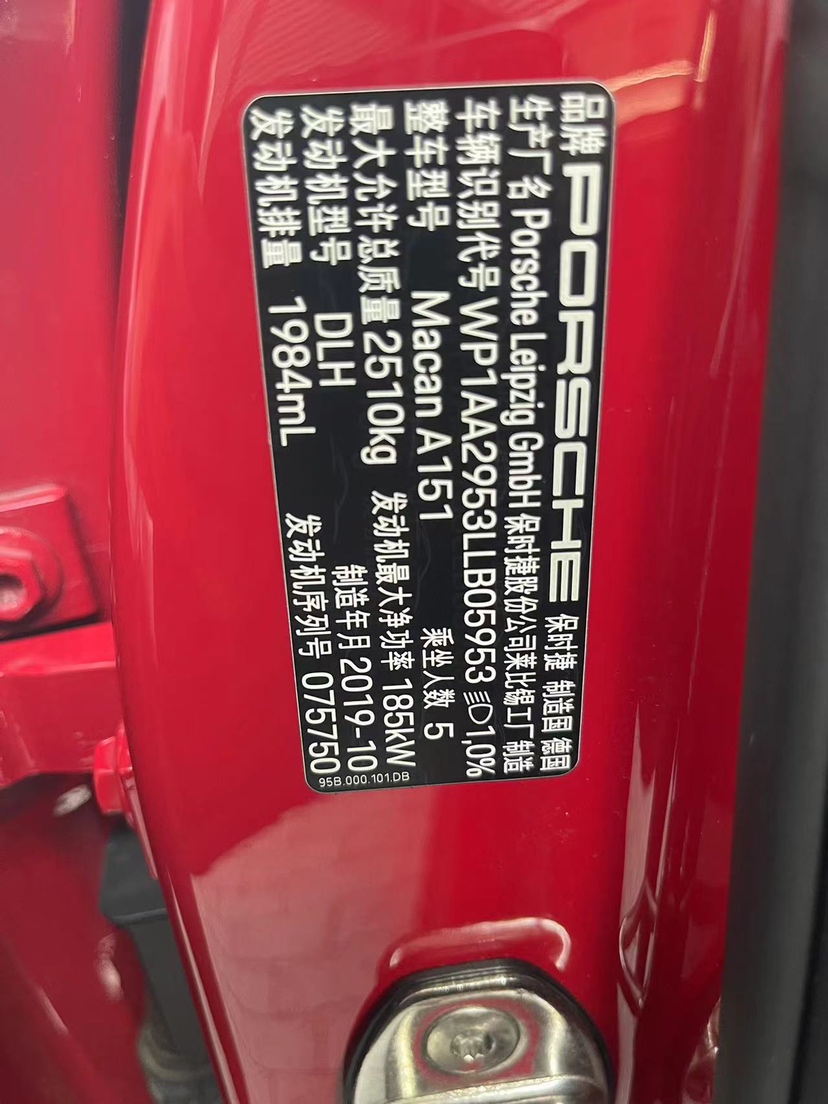 品牌 PORSCHE 保时捷 制造国 德国
生产厂名 Porsche Leipzig GmbH 保时捷股份公司莱比锡工厂制造
车辆识别代号 WP1AA2953LLB05953 1,0%
整车型号 Macan A151 乘坐人数 5
最大允许总质量 2510kg 发动机最大净功率 185kW
发动机型号 DLH 制造年月 2019-10
发动机排量 1984mL 发动机序列号 075750
95B.000.101.DB